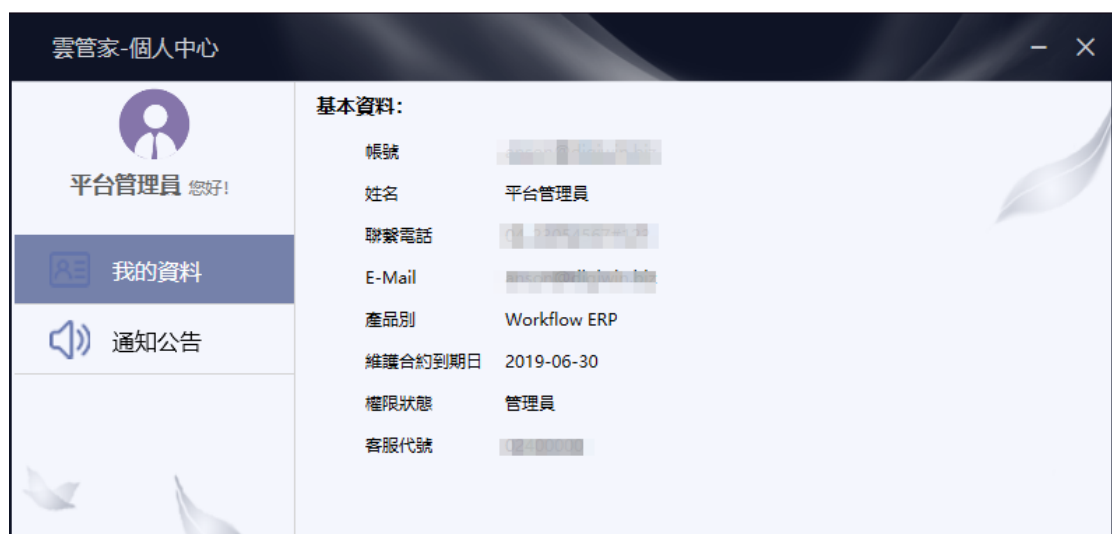 雲管家-個人中心
平台管理員 您好!
我的資料
通知公告
基本資料:
帳號
姓名 平台管理員
聯繫電話
E-Mail
產品別 Workflow ERP
維護合約到期日 2019-06-30
權限狀態 管理員
客服代號